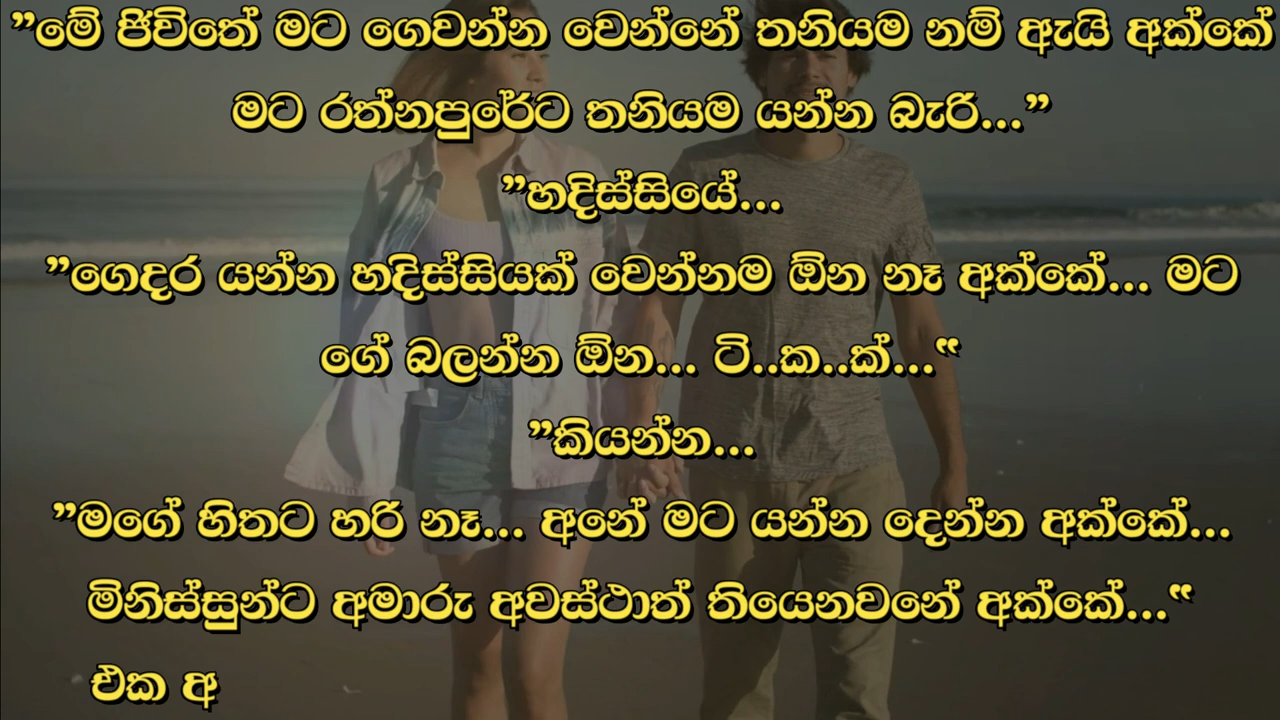 ”මේ ජීවිතේ මට ගෙවන්න වෙන්නේ තනියම නම් ඇයි අක්කේ
මට රත්නපුරේට තනියම යන්න බැරි...”
”හදිස්සියේ...
”ගෙදර යන්න හදිස්සියක් වෙන්නම ඕන නෑ අක්කේ... මට
ගේ බලන්න ඕන... ටි..ක..ක්...“
”කියන්න...
”මගේ හිතට හරි නෑ... අනේ මට යන්න දෙන්න අක්කේ...
මිනිස්සුන්ට අමාරු අවස්ථාත් තියෙනවනේ අක්කේ...“
එක අ